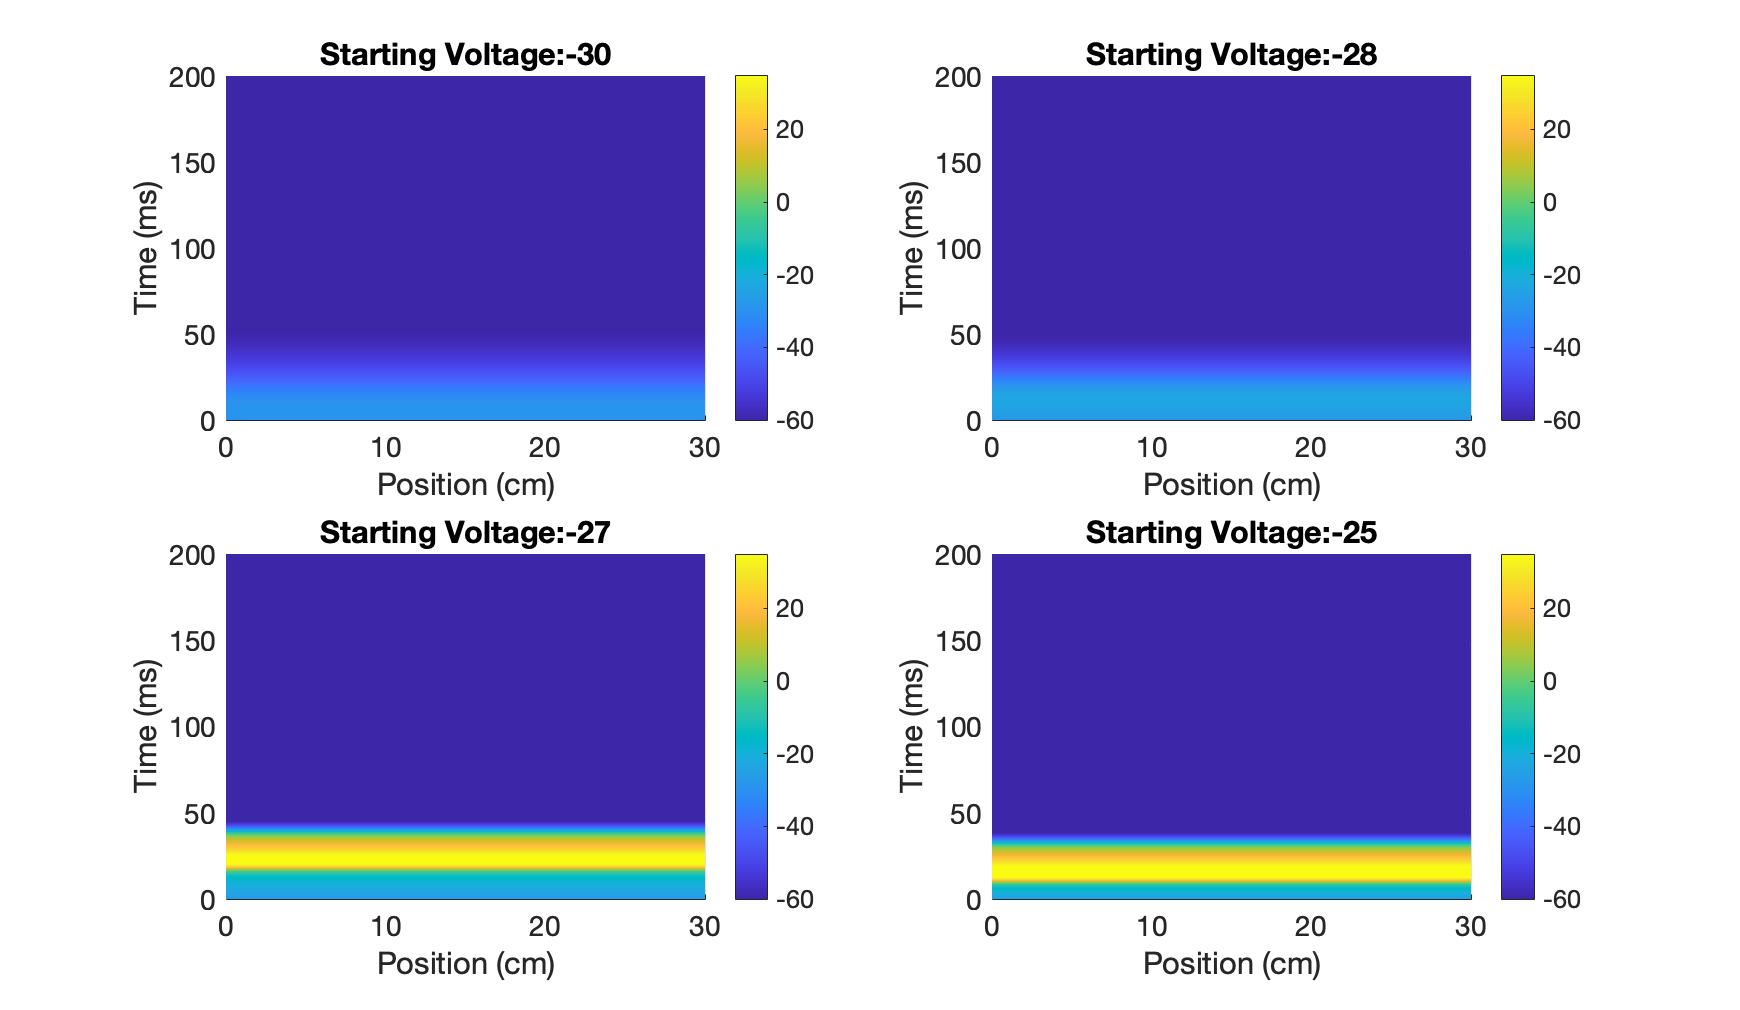 Starting Voltage:-30
Time (ms)
200
150
100
50
0
0 10 20 30
Position (cm)
20
0
-20
-40
-60
Starting Voltage:-28
Time (ms)
200
150
100
50
0
0 10 20 30
Position (cm)
20
0
-20
-40
-60
Starting Voltage:-27
Time (ms)
200
150
100
50
0
0 10 20 30
Position (cm)
20
0
-20
-40
-60
Starting Voltage:-25
Time (ms)
200
150
100
50
0
0 10 20 30
Position (cm)
20
0
-20
-40
-60